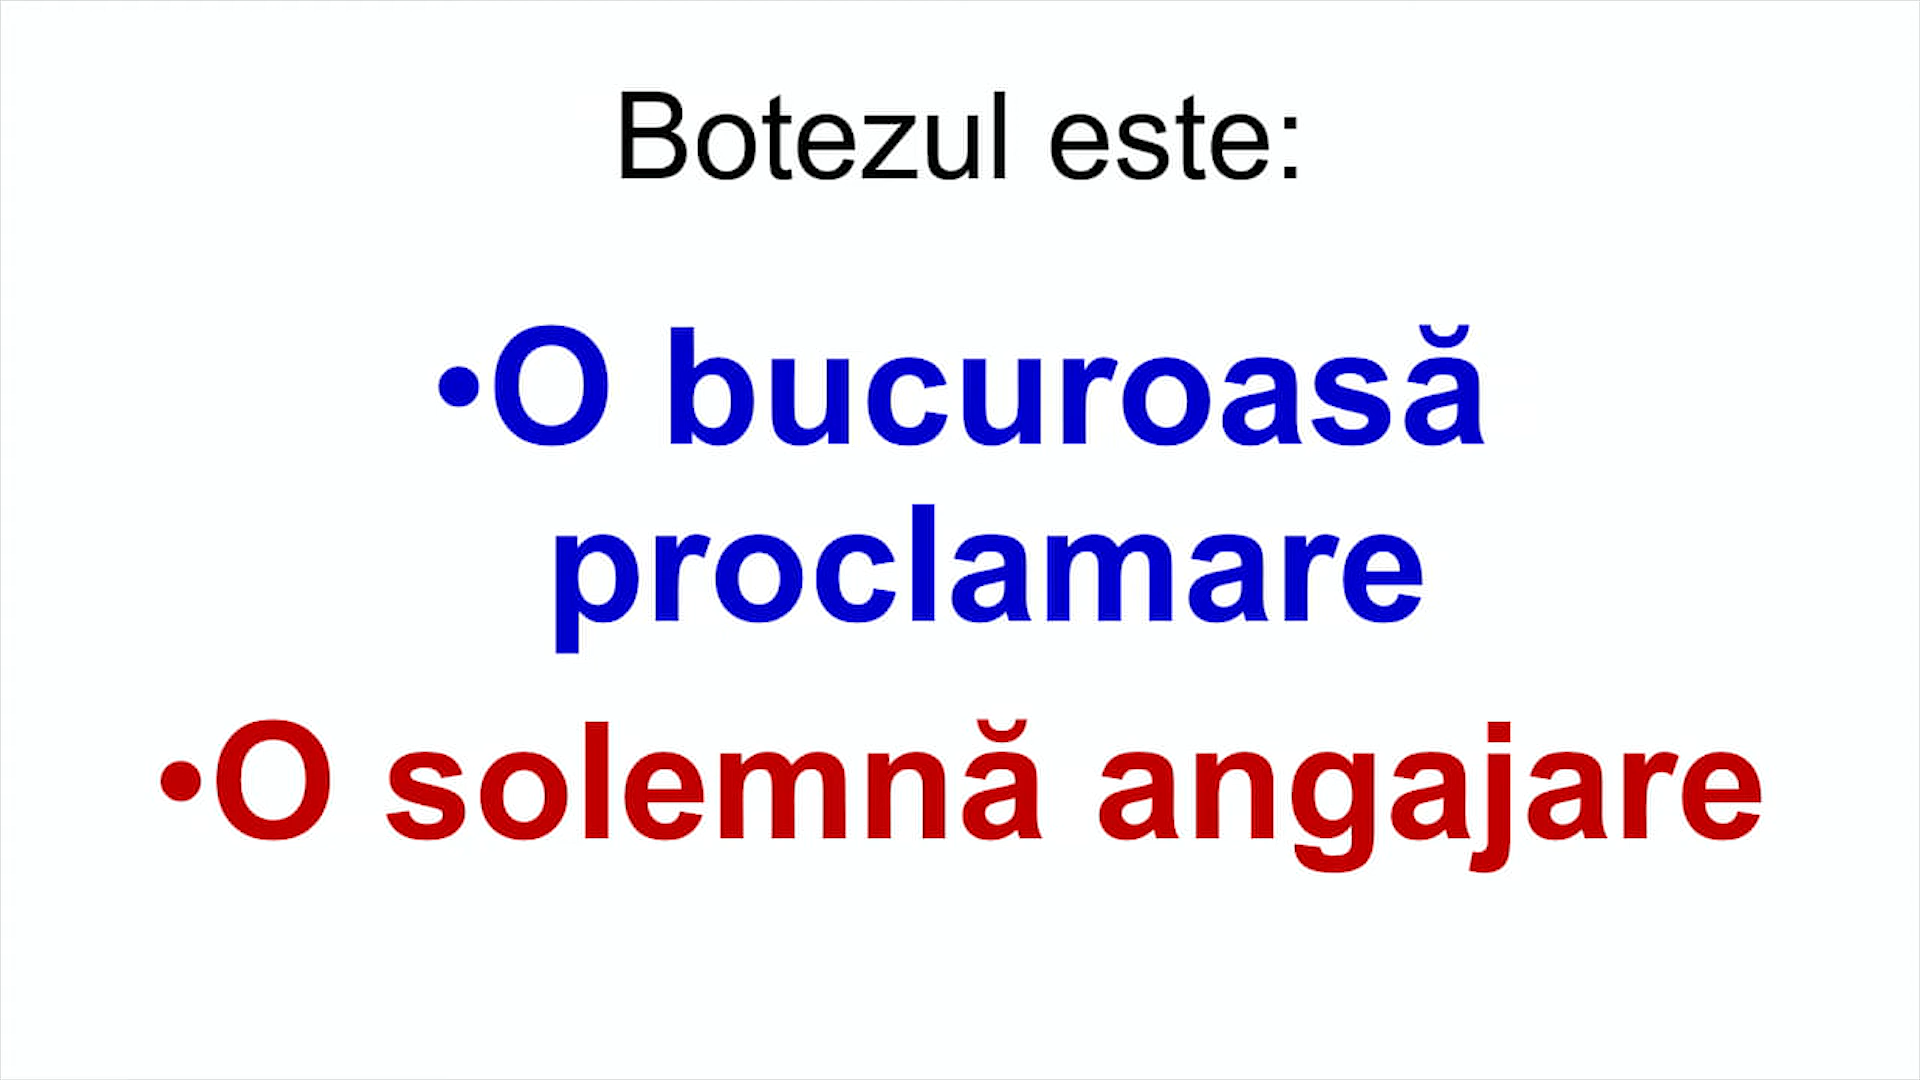 Botezul este:
•O bucuroasă
proclamare
•O solemnă angajare